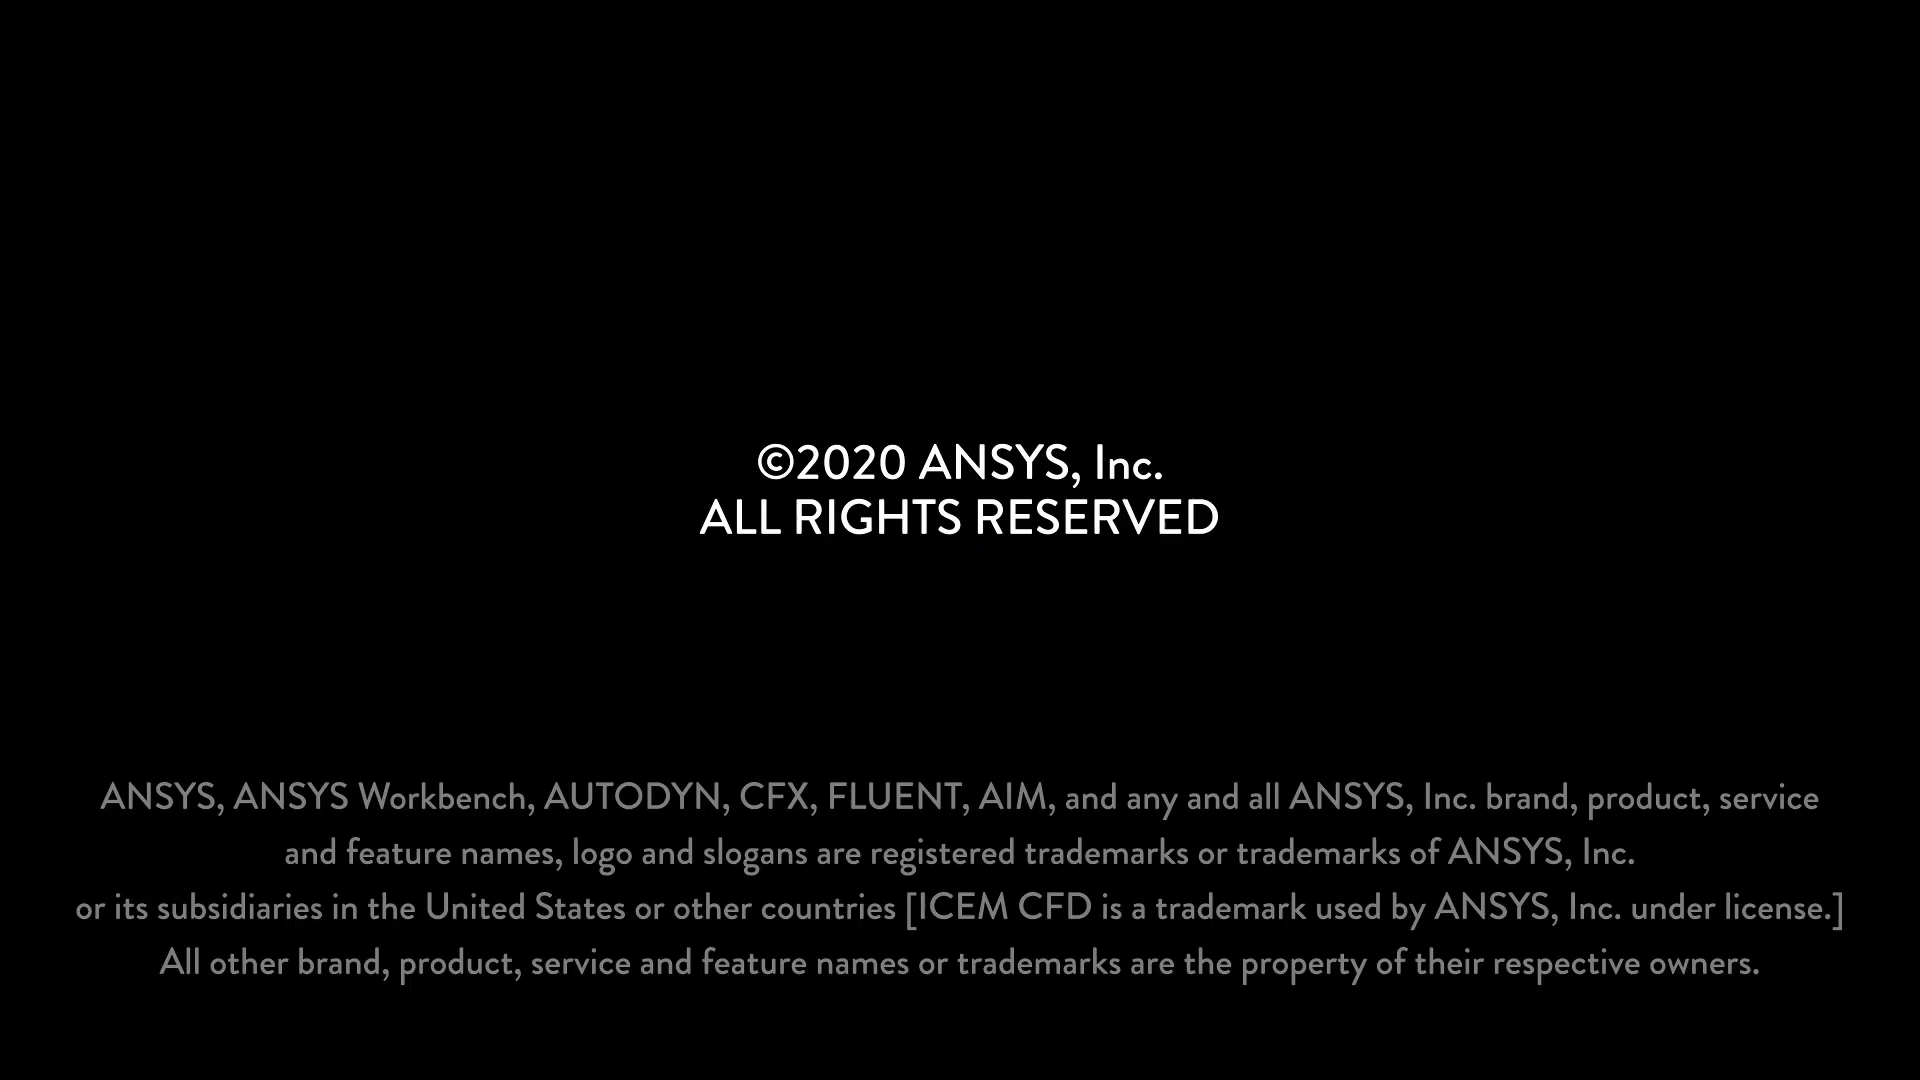 ©2020 ANSYS, Inc.
ALL RIGHTS RESERVED
ANSYS, ANSYS Workbench, AUTODYN, CFX, FLUENT, AIM, and any and all ANSYS, Inc. brand, product, service
and feature names, logo and slogans are registered trademarks or trademarks of ANSYS, Inc.
or its subsidiaries in the United States or other countries [ICEM CFD is a trademark used by ANSYS, Inc. under license.]
All other brand, product, service and feature names or trademarks are the property of their respective owners.